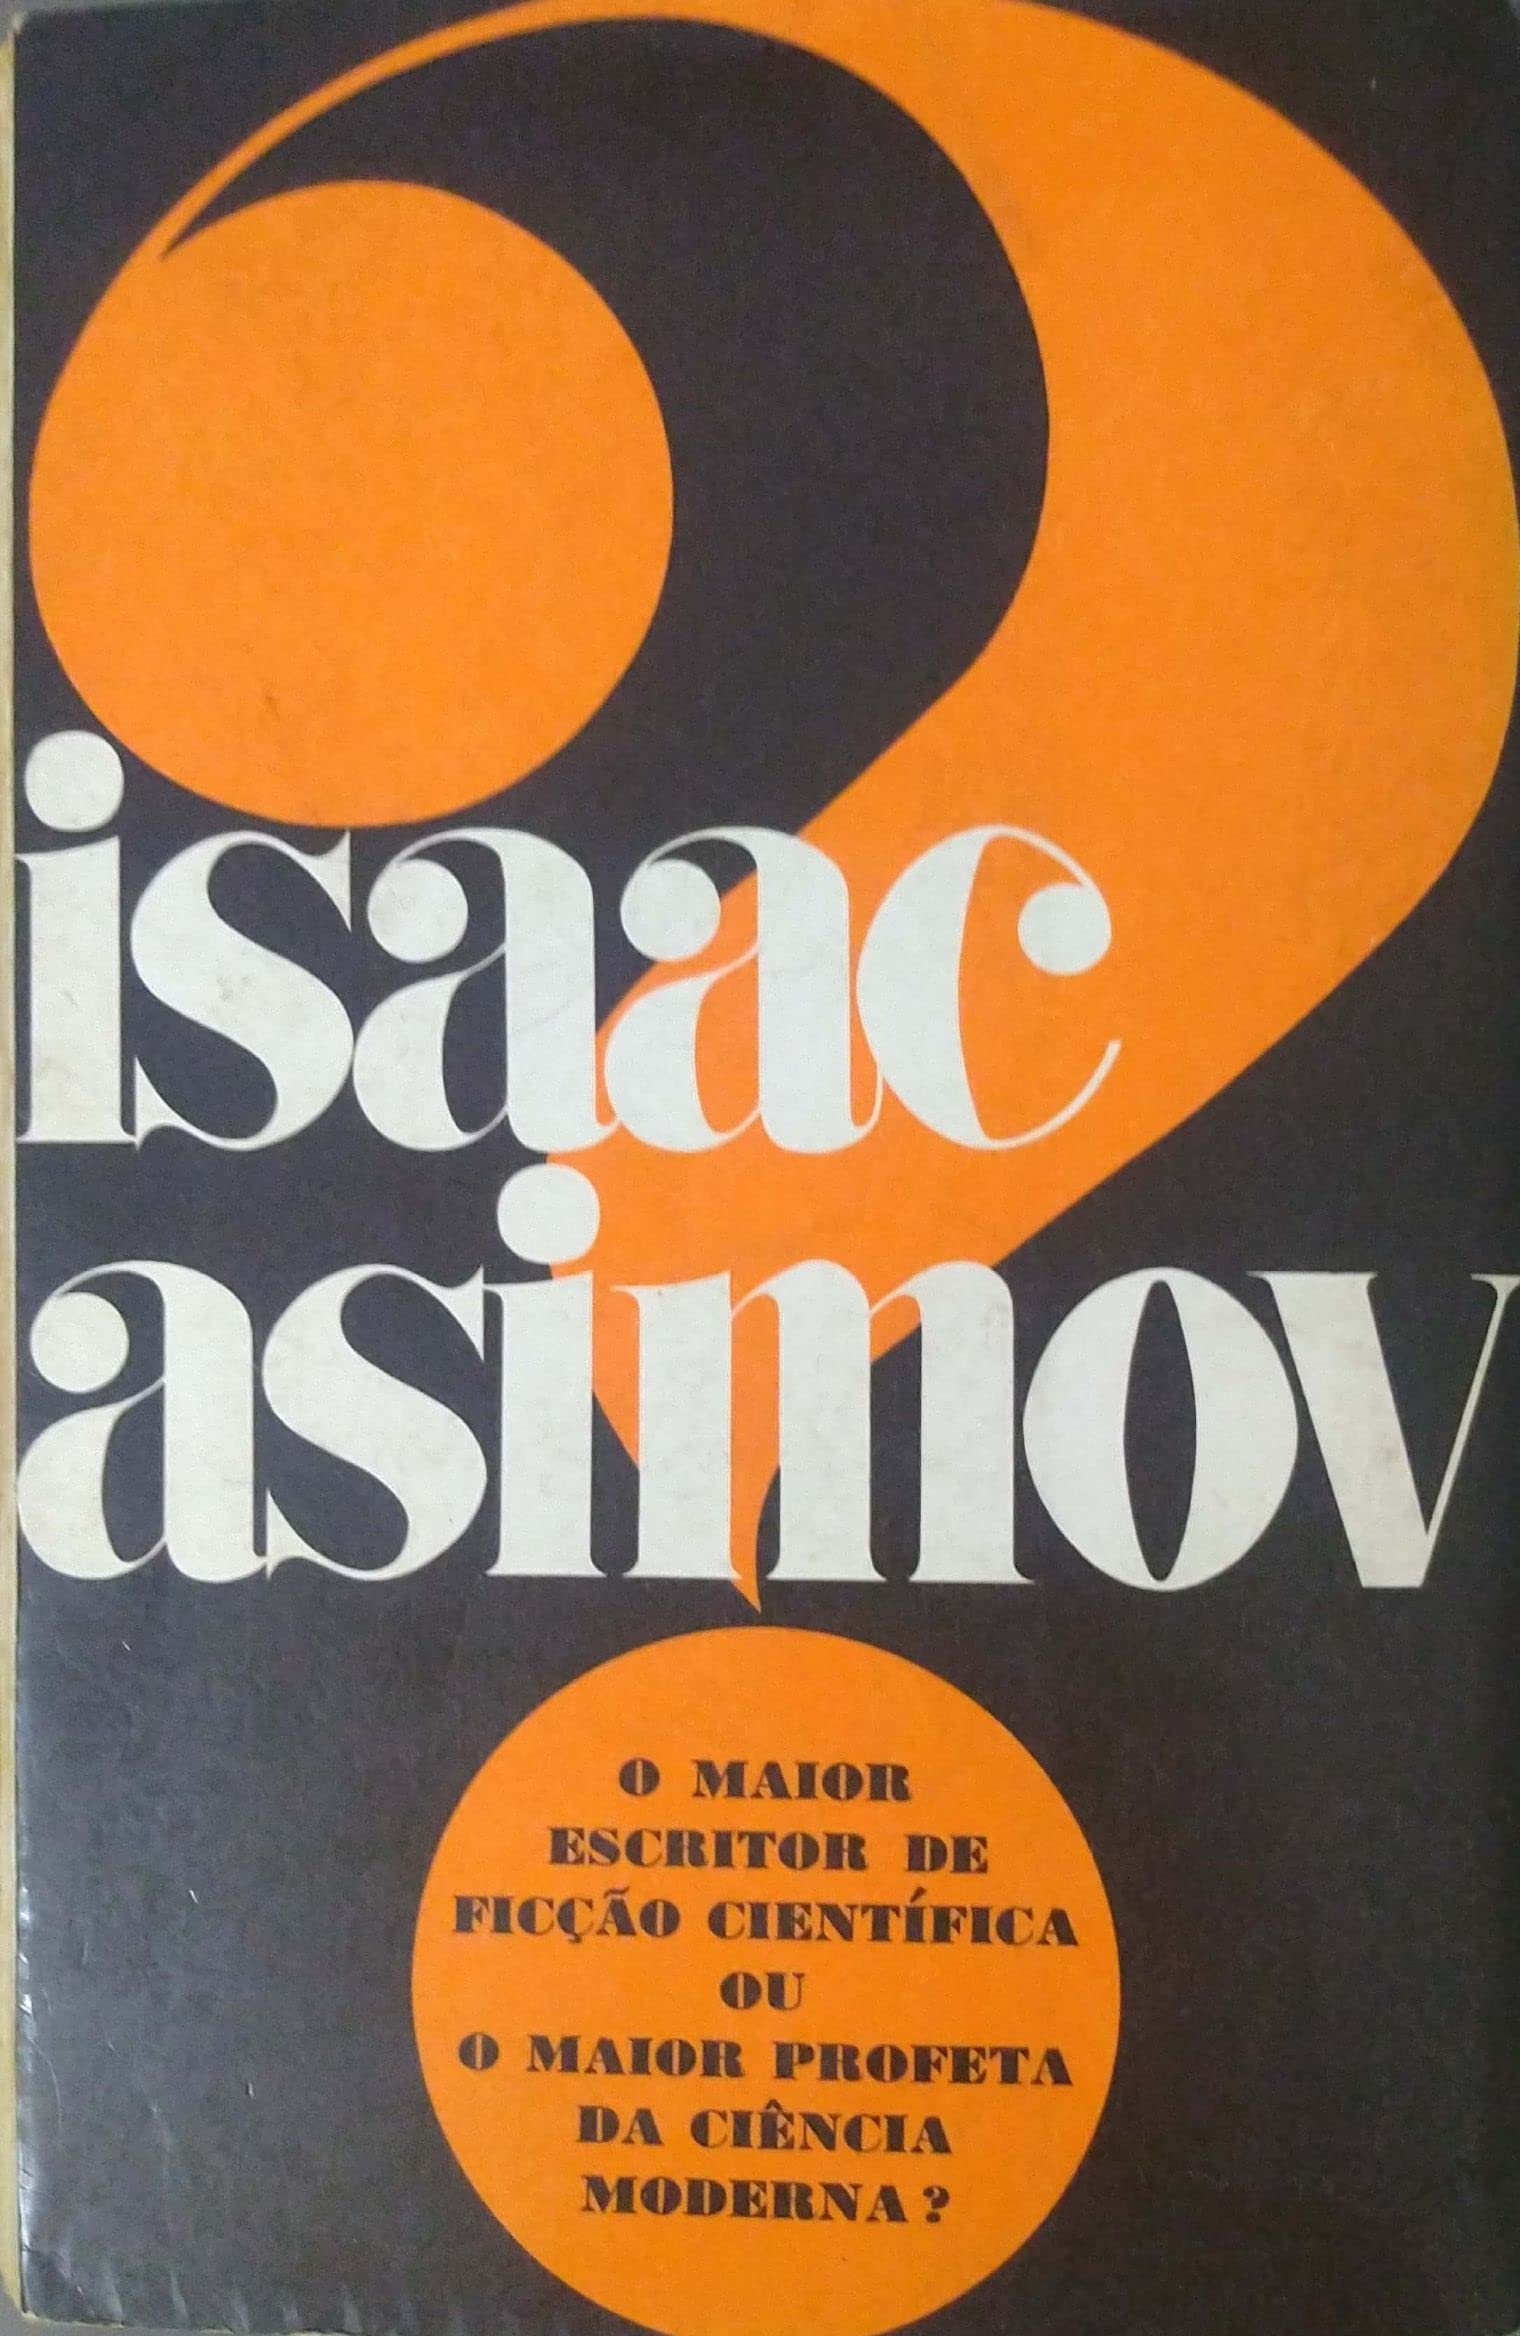 isaac
asimov
O MAIOR
ESCRITOR DE
FICÇÃO CIENTÍFICA
OU
O MAIOR PROFETA
DA CIÊNCIA
MODERNA?